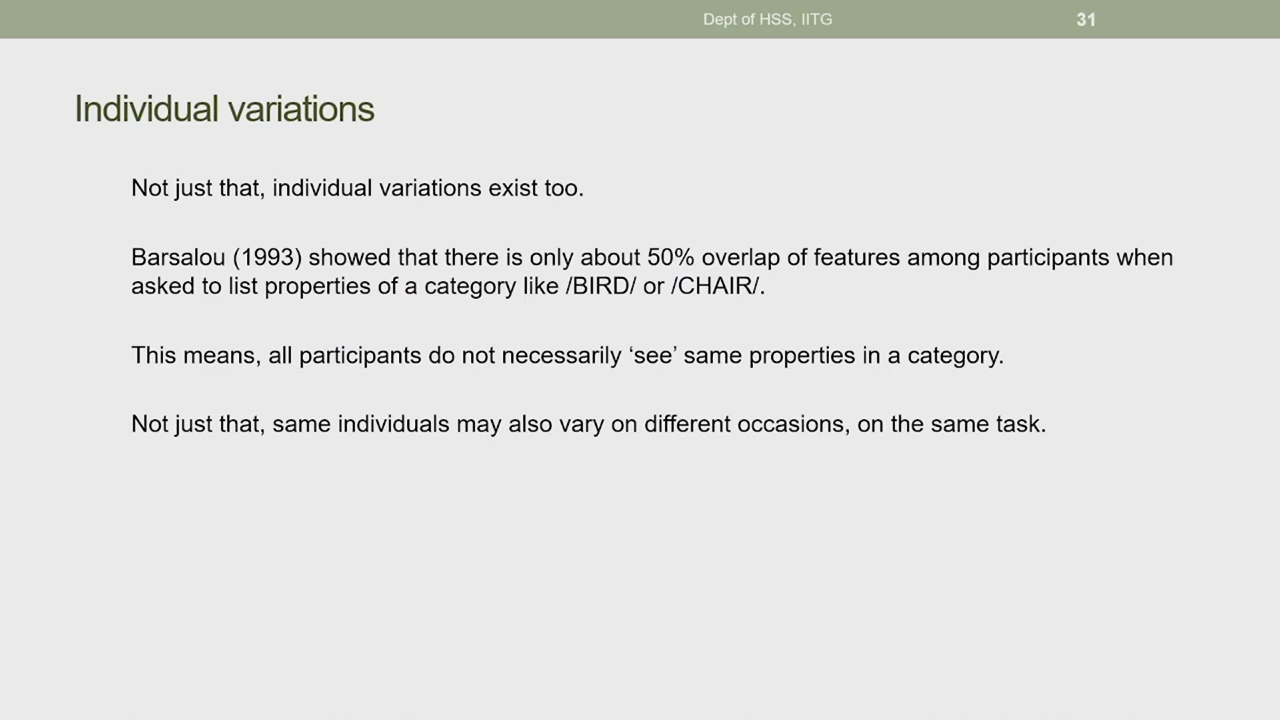 Dept of HSS, IITG
31
Individual variations
Not just that, individual variations exist too.
Barsalou (1993) showed that there is only about 50% overlap of features among participants when
asked to list properties of a category like /BIRD/ or /CHAIR/.
This means, all participants do not necessarily ‘see’ same properties in a category.
Not just that, same individuals may also vary on different occasions, on the same task.